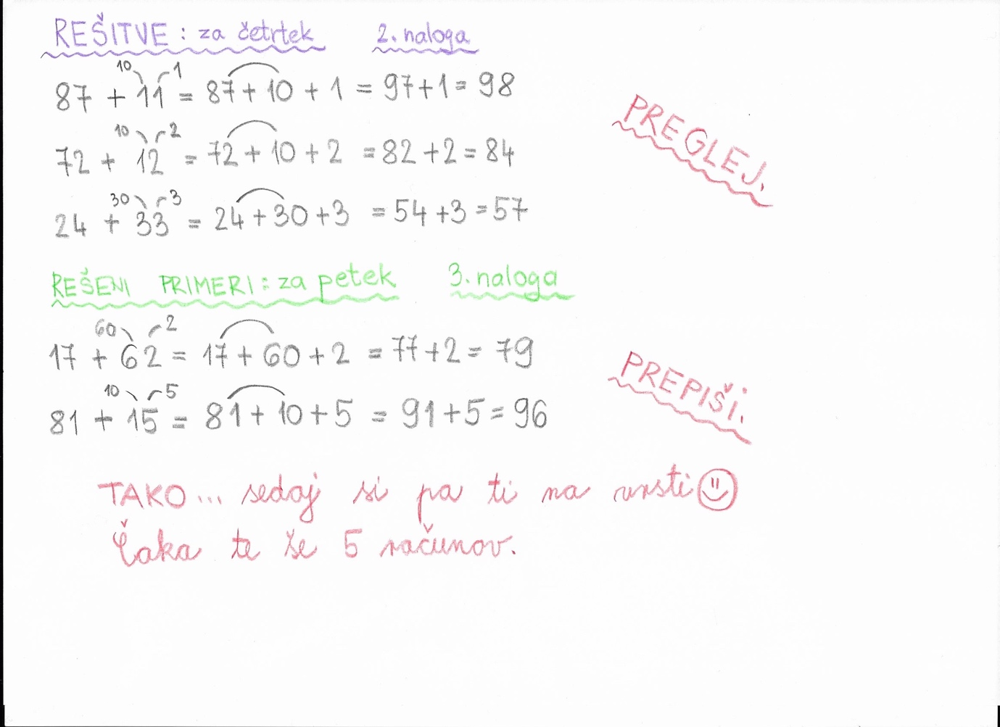 REŠITVE : za četrtek 2. naloga
10 1
87 + 11 = 87 + 10 + 1 = 97 + 1 = 98
10 2
72 + 12 = 72 + 10 + 2 = 82 + 2 = 84
30 3
24 + 33 = 24 + 30 + 3 = 54 + 3 = 57
PREGLEJ.
REŠENI PRIMERI : za petek 3. naloga
60 2
17 + 62 = 17 + 60 + 2 = 77 + 2 = 79
10 5
81 + 15 = 81 + 10 + 5 = 91 + 5 = 96
PREPIŠI.
TAKO... sedaj si pa ti na vrsti
Čaka te še 5 računov.